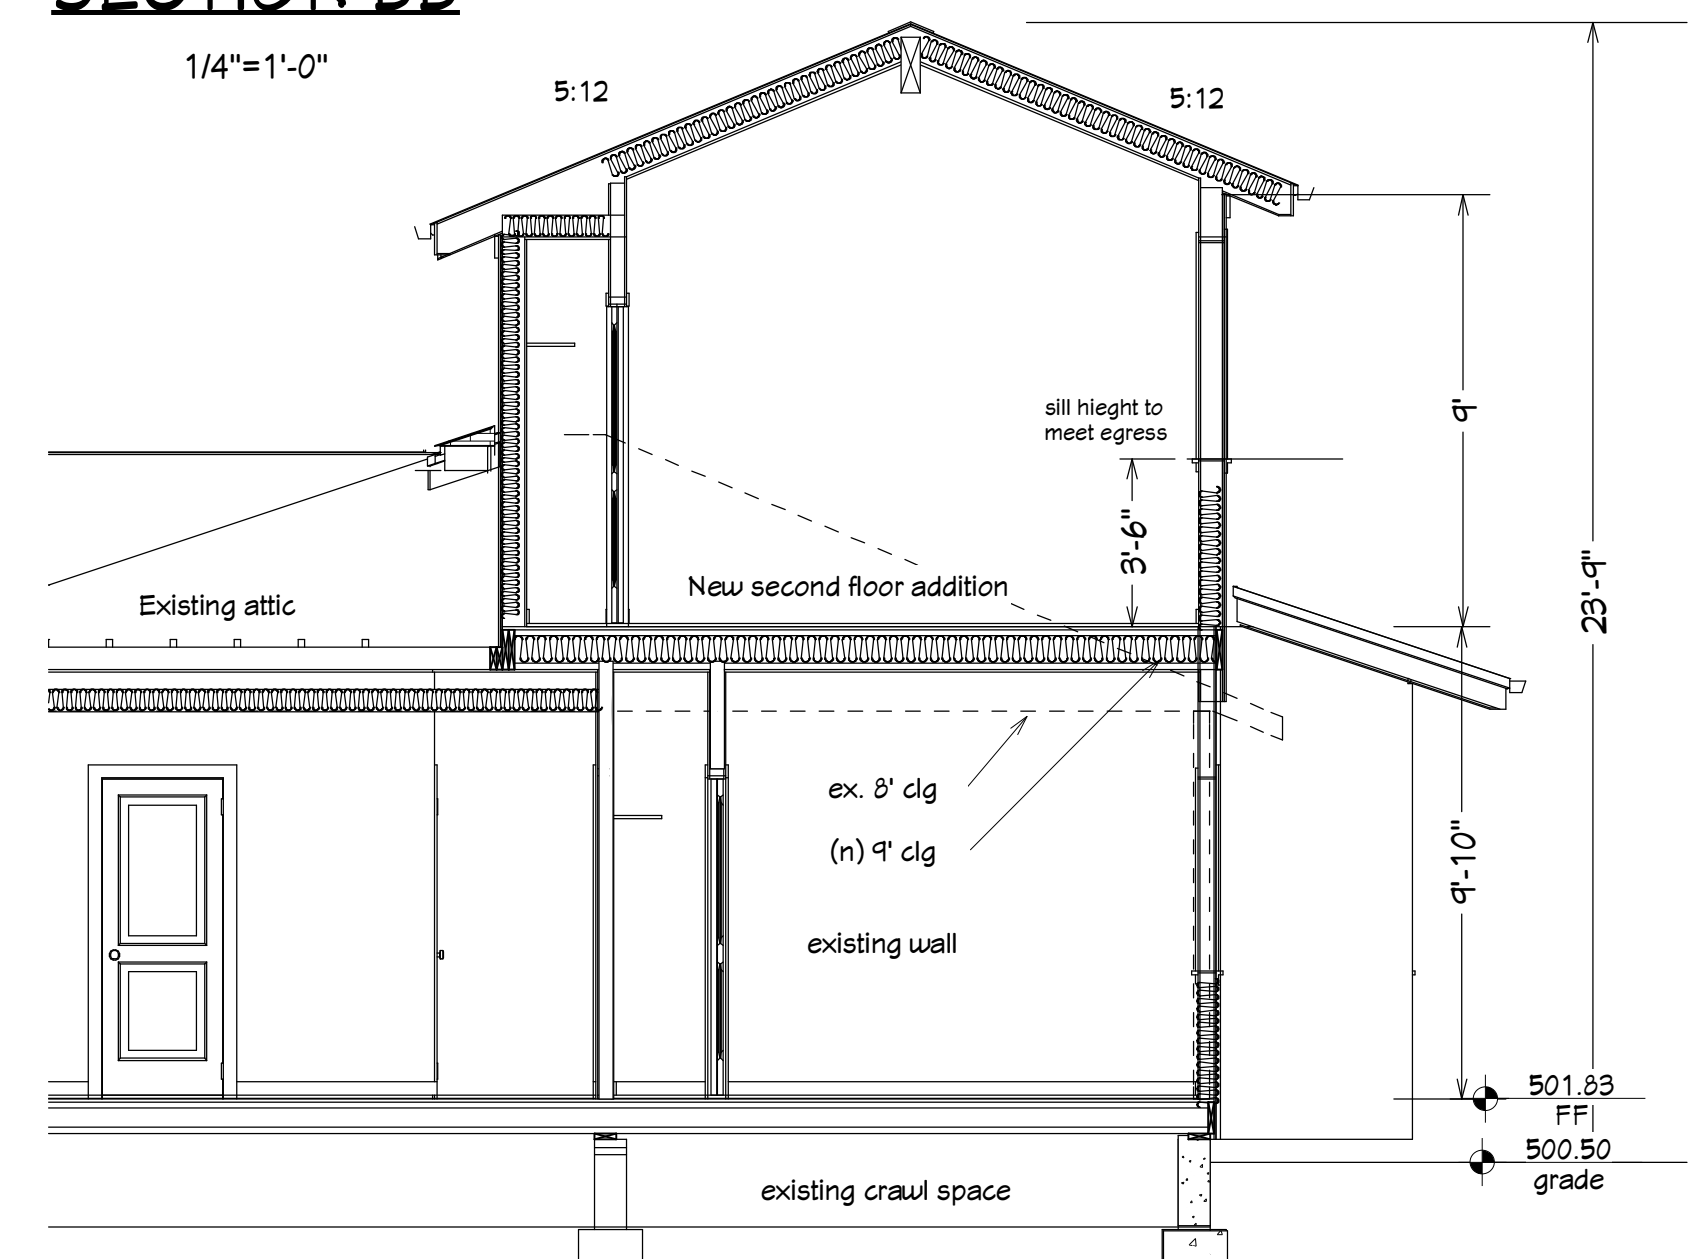 SECTION BB
1/4"=1'-0"
5:12
5:12
sill hieght to
meet egress
9'
3'-6"
23'-9"
New second floor addition
Existing attic
ex. 8' clg
(n) 9' clg
9'-10"
existing wall
501.83
FF
500.50
grade
existing crawl space